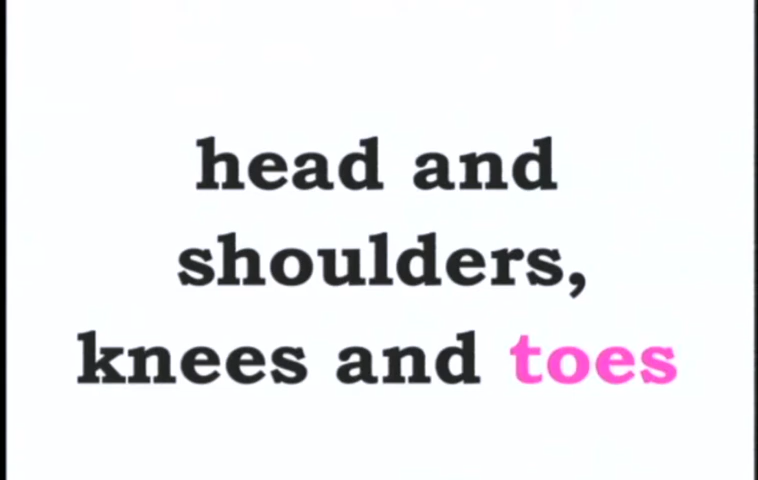 head and
shoulders,
knees and toes